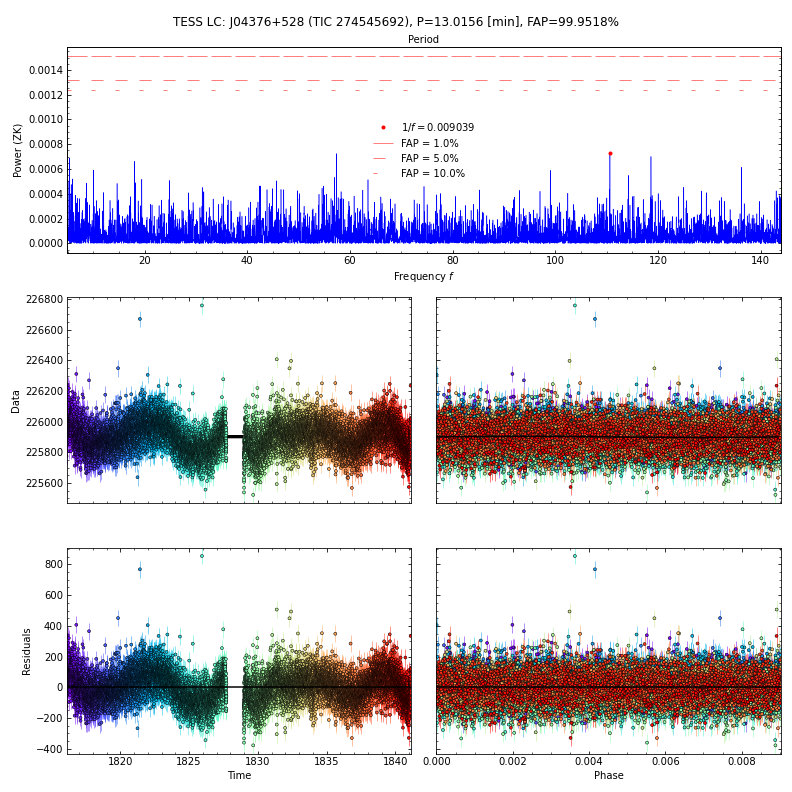 TESS LC: J04376+528 (TIC 274545692), P=13.0156 [min], FAP=99.9518%
Period
Power (ZK)
0.0014
0.0012
0.0010
0.0008
0.0006
0.0004
0.0002
0.0000
1/f = 0.009039
FAP = 1.0%
FAP = 5.0%
FAP = 10.0%
20 40 60 80 100 120 140
Frequency f
Data
226800
226600
226400
226200
226000
225800
225600
Residuals
800
600
400
200
0
−200
−400
1820 1825 1830 1835 1840
Time
0.000 0.002 0.004 0.006 0.008
Phase